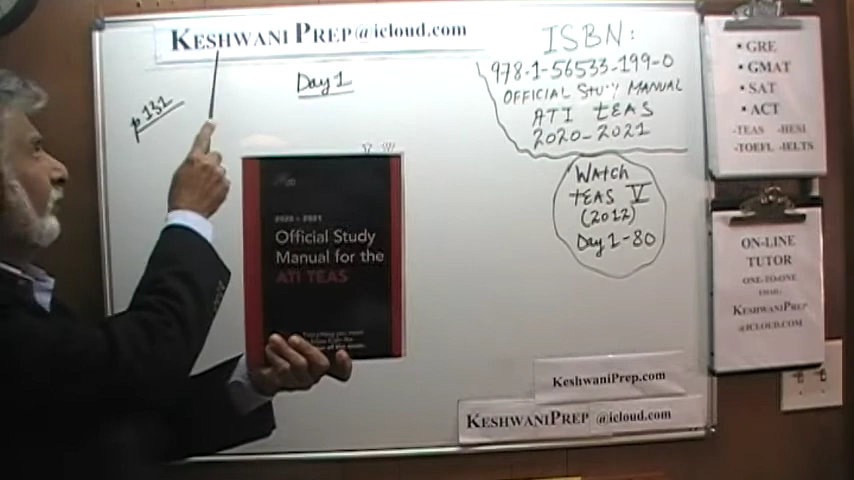 KESHWANI PREP@icloud.com
p 131
Day 1
ISBN:
978-1-56533-199-0
OFFICIAL STUDY MANUAL
ATI TEAS
2020-2021
WATCH
TEAS V
(2012)
Day 1-80
2020 - 2021
Official Study
Manual for the
ATI TEAS
KeshwaniPrep.com
KESHWANIPREP @icloud.com
• GRE
• GMAT
• SAT
• ACT
-TEAS -HESI
-TOEFL -IELTS
ON-LINE
TUTOR
ONE-TO-ONE
KESHWANIPREP
@ICLOUD.COM